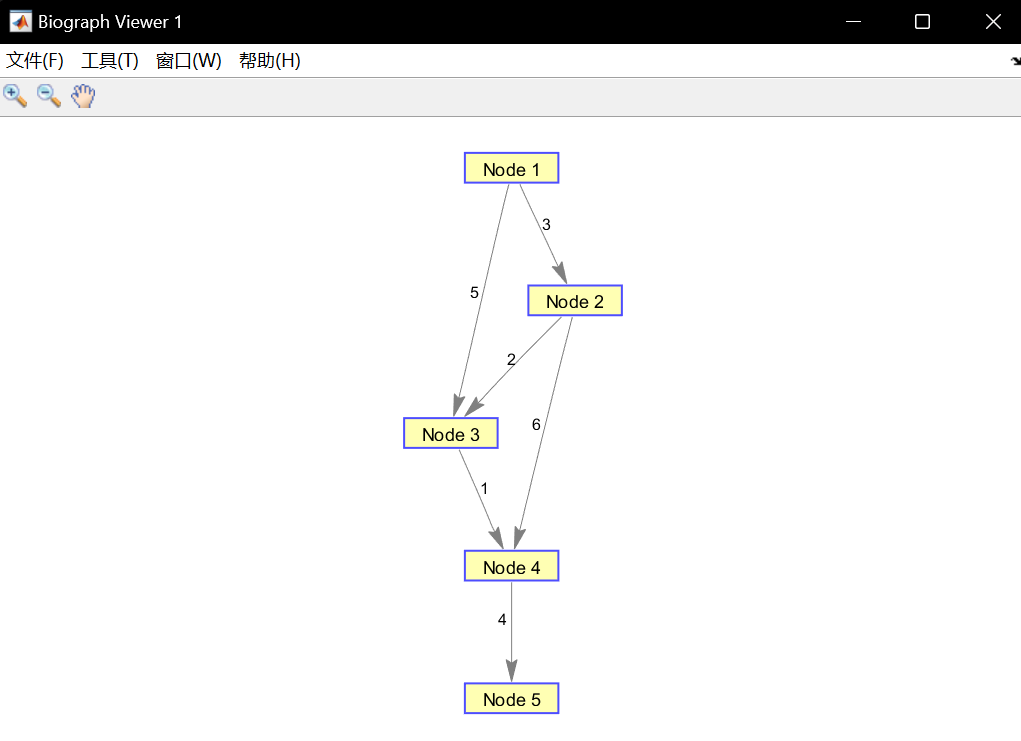 Biograph Viewer 1
文件(F) 工具(T) 窗口(W) 帮助(H)
Node 1
3
5
Node 2
2
6
Node 3
1
Node 4
4
Node 5